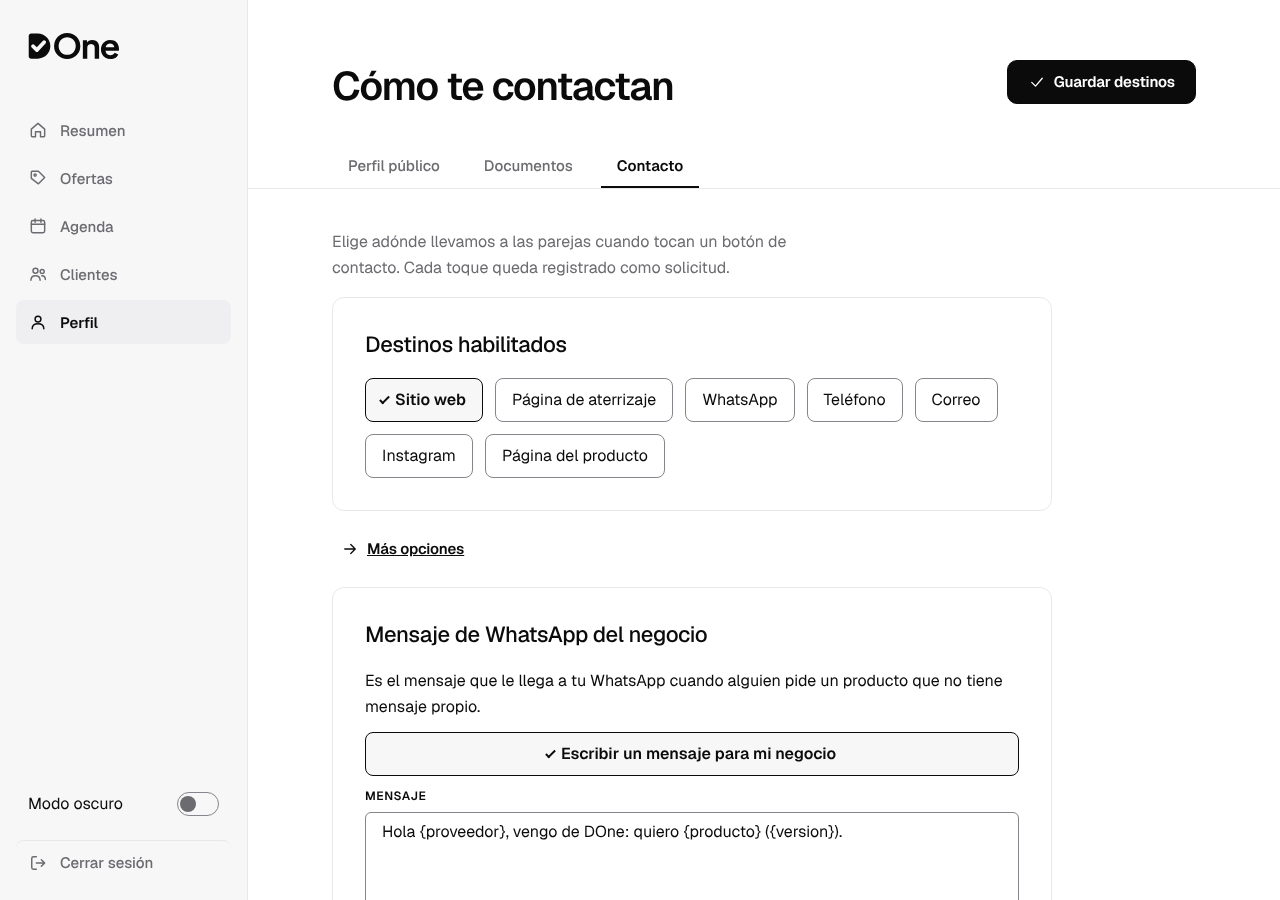 DOne
Resumen
Ofertas
Agenda
Clientes
Perfil
Modo oscuro
Cerrar sesión
Cómo te contactan
Guardar destinos
Perfil público
Documentos
Contacto
Elige adónde llevamos a las parejas cuando tocan un botón de
contacto. Cada toque queda registrado como solicitud.
Destinos habilitados
Sitio web
Página de aterrizaje
WhatsApp
Teléfono
Correo
Instagram
Página del producto
Más opciones
Mensaje de WhatsApp del negocio
Es el mensaje que le llega a tu WhatsApp cuando alguien pide un producto que no tiene
mensaje propio.
Escribir un mensaje para mi negocio
MENSAJE
Hola {proveedor}, vengo de DOne: quiero {producto} ({version}).